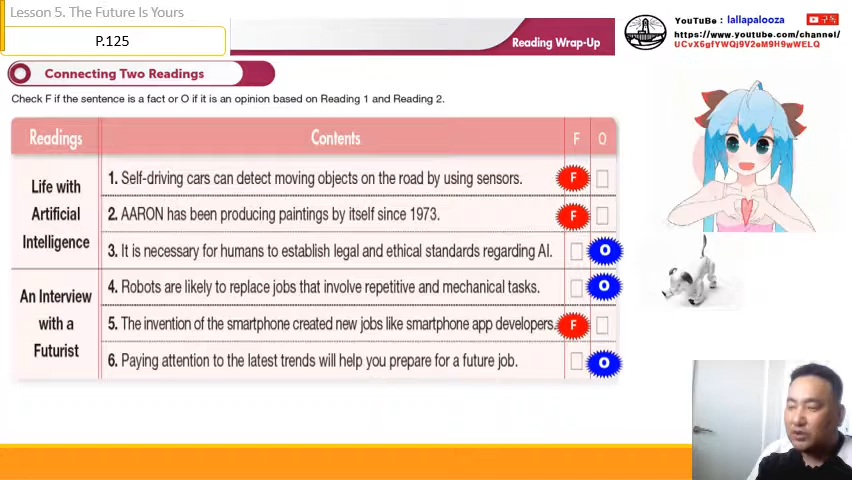 Lesson 5. The Future Is Yours
P.125
Reading Wrap-Up
YouTuBe : lallapalooza
구독
https://www.youtube.com/channel/
UCvX6gfYWQj9V2eM9H9wWELQ
Connecting Two Readings
Check F if the sentence is a fact or O if it is an opinion based on Reading 1 and Reading 2.
Readings Contents F O
Life with
Artificial
Intelligence
1. Self-driving cars can detect moving objects on the road by using sensors. F
2. AARON has been producing paintings by itself since 1973. F
3. It is necessary for humans to establish legal and ethical standards regarding AI. O
An Interview
with a
Futurist
4. Robots are likely to replace jobs that involve repetitive and mechanical tasks. O
5. The invention of the smartphone created new jobs like smartphone app developers. F
6. Paying attention to the latest trends will help you prepare for a future job. O